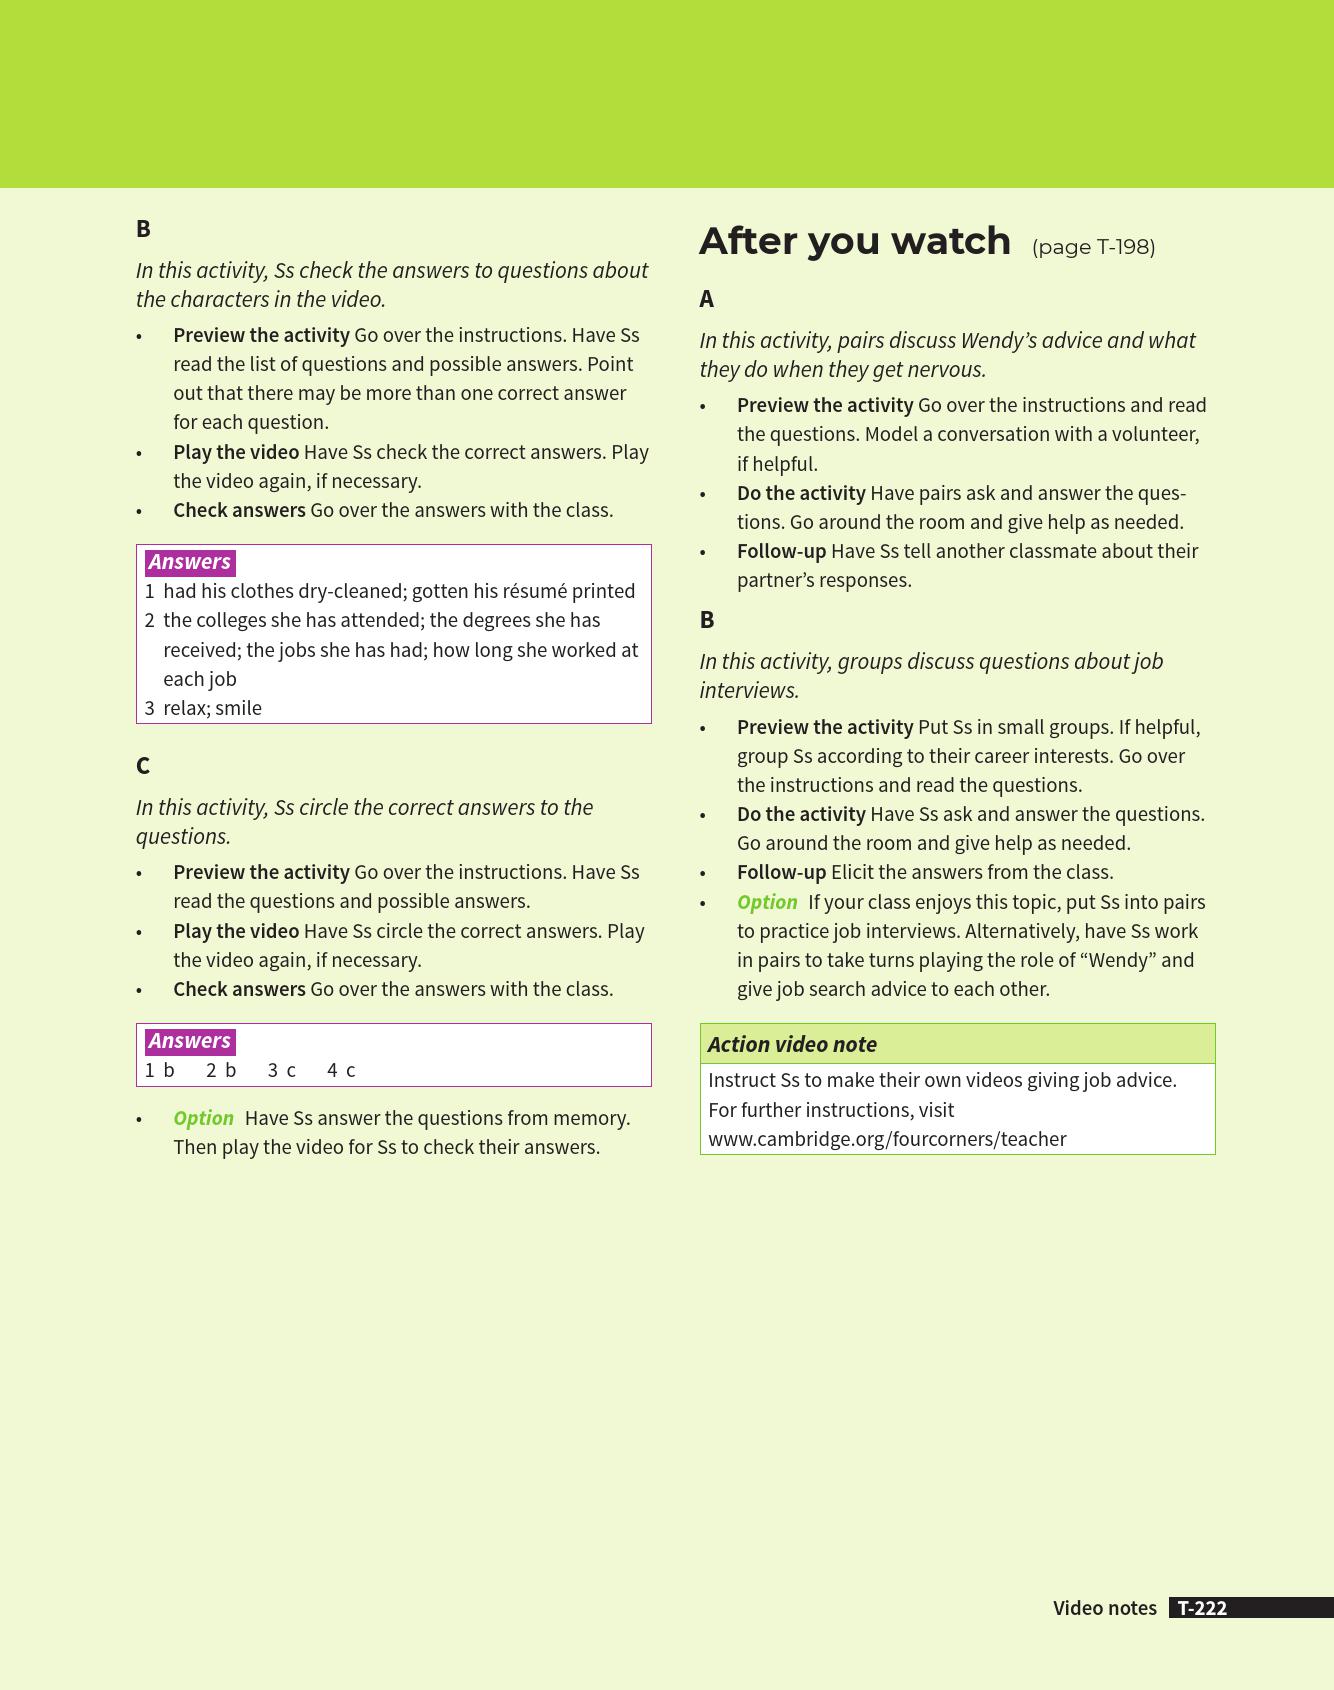 B
In this activity, Ss check the answers to questions about
the characters in the video.
• Preview the activity Go over the instructions. Have Ss
read the list of questions and possible answers. Point
out that there may be more than one correct answer
for each question.
• Play the video Have Ss check the correct answers. Play
the video again, if necessary.
• Check answers Go over the answers with the class.
Answers
1 had his clothes dry-cleaned; gotten his résumé printed
2 the colleges she has attended; the degrees she has
received; the jobs she has had; how long she worked at
each job
3 relax; smile
C
In this activity, Ss circle the correct answers to the
questions.
• Preview the activity Go over the instructions. Have Ss
read the questions and possible answers.
• Play the video Have Ss circle the correct answers. Play
the video again, if necessary.
• Check answers Go over the answers with the class.
Answers
1 b 2 b 3 c 4 c
• Option Have Ss answer the questions from memory.
Then play the video for Ss to check their answers.
After you watch (page T-198)
A
In this activity, pairs discuss Wendy’s advice and what
they do when they get nervous.
• Preview the activity Go over the instructions and read
the questions. Model a conversation with a volunteer,
if helpful.
• Do the activity Have pairs ask and answer the ques-
tions. Go around the room and give help as needed.
• Follow-up Have Ss tell another classmate about their
partner’s responses.
B
In this activity, groups discuss questions about job
interviews.
• Preview the activity Put Ss in small groups. If helpful,
group Ss according to their career interests. Go over
the instructions and read the questions.
• Do the activity Have Ss ask and answer the questions.
Go around the room and give help as needed.
• Follow-up Elicit the answers from the class.
• Option If your class enjoys this topic, put Ss into pairs
to practice job interviews. Alternatively, have Ss work
in pairs to take turns playing the role of “Wendy” and
give job search advice to each other.
Action video note
Instruct Ss to make their own videos giving job advice.
For further instructions, visit
www.cambridge.org/fourcorners/teacher
Video notes T-222